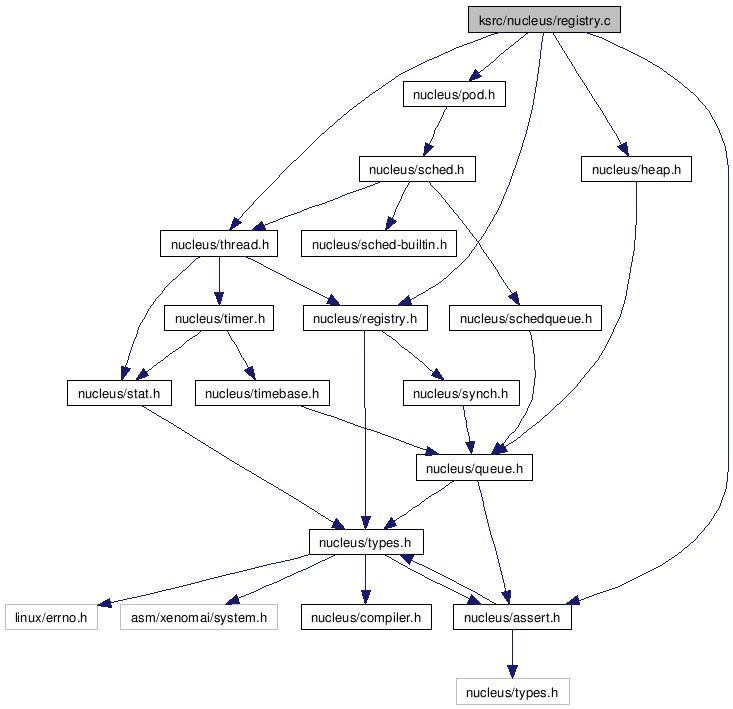 ksrc/nucleus/registry.c
nucleus/pod.h
nucleus/sched.h
nucleus/heap.h
nucleus/thread.h
nucleus/sched-builtin.h
nucleus/timer.h
nucleus/registry.h
nucleus/schedqueue.h
nucleus/stat.h
nucleus/timebase.h
nucleus/synch.h
nucleus/queue.h
nucleus/types.h
linux/errno.h
asm/xenomai/system.h
nucleus/compiler.h
nucleus/assert.h
nucleus/types.h